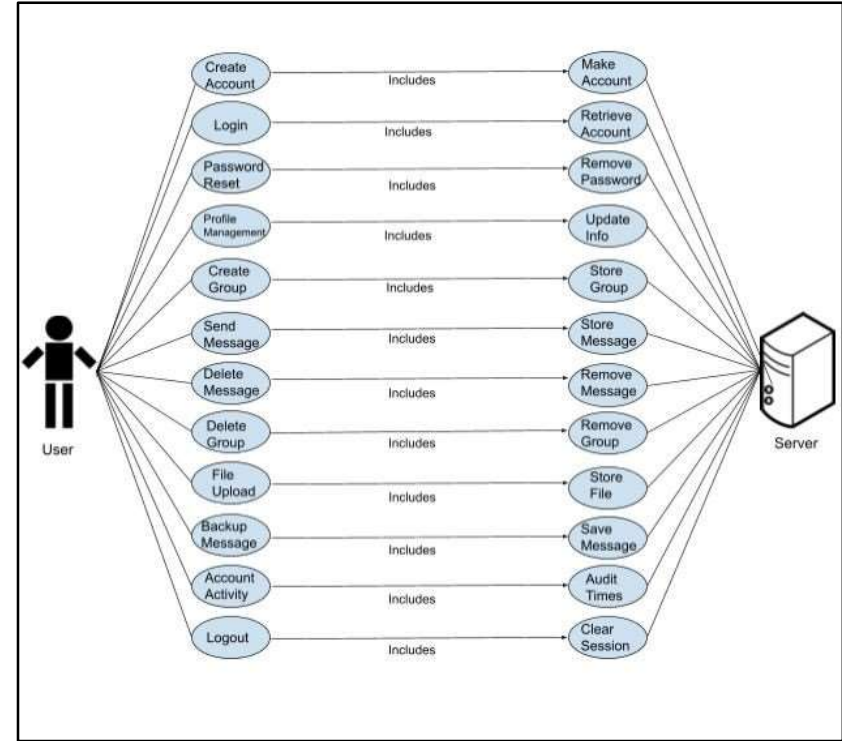 Create
Account
Includes
Make
Account
Login
Includes
Retrieve
Account
Password
Reset
Includes
Remove
Password
Profile
Management
Includes
Update
Info
Create
Group
Includes
Store
Group
Send
Message
Includes
Store
Message
Delete
Message
Includes
Remove
Message
User
Delete
Group
Includes
Remove
Group
Server
File
Upload
Includes
Store
File
Backup
Message
Includes
Save
Message
Account
Activity
Includes
Audit
Times
Logout
Includes
Clear
Session